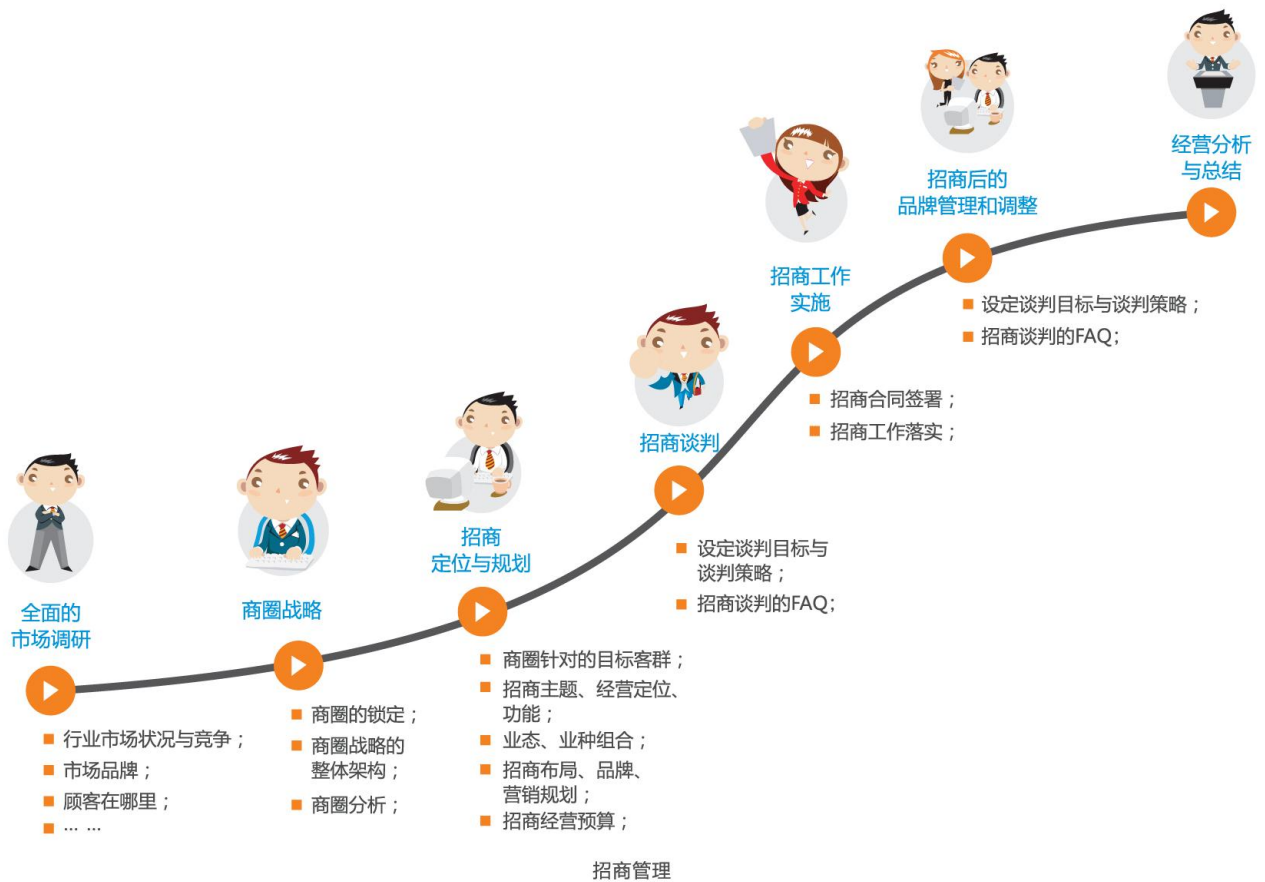 全面的
市场调研
行业市场状况与竞争；
市场品牌；
顾客在哪里；
... ...
商圈战略
商圈的锁定；
商圈战略的
整体架构；
商圈分析；
招商
定位与规划
商圈针对的目标客群；
招商主题、经营定位、
功能；
业态、业种组合；
招商布局、品牌、
营销规划；
招商经营预算；
招商谈判
设定谈判目标与
谈判策略；
招商谈判的FAQ;
招商工作
实施
招商合同签署；
招商工作落实；
招商后的
品牌管理和调整
设定谈判目标与谈判策略；
招商谈判的FAQ;
经营分析
与总结
招商管理